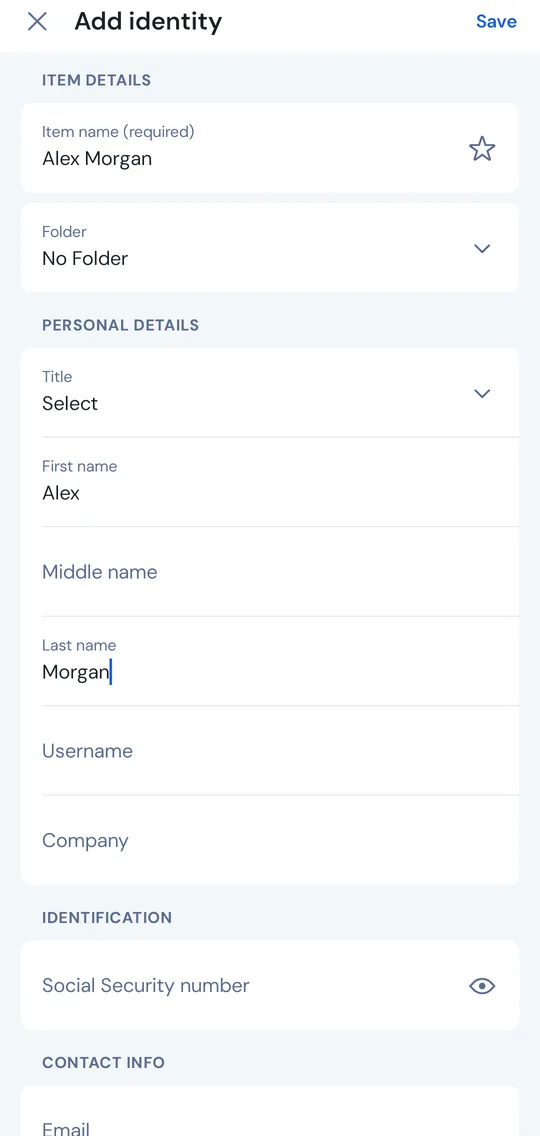 Add identity
Save
ITEM DETAILS
Item name (required)
Alex Morgan
Folder
No Folder
PERSONAL DETAILS
Title
Select
First name
Alex
Middle name
Last name
Morgan
Username
Company
IDENTIFICATION
Social Security number
CONTACT INFO
Email